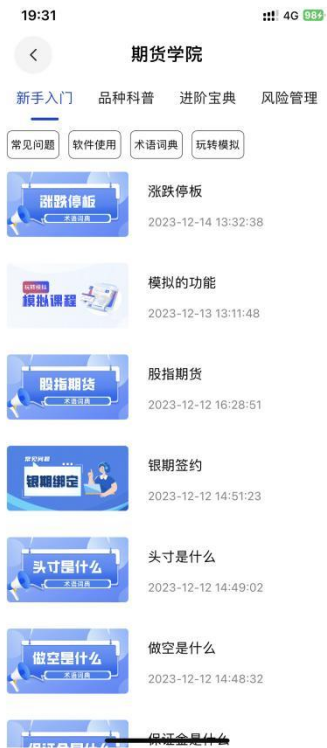 19:31
4G 98
期货学院
新手入门 品种科普 进阶宝典 风险管理
常见问题 软件使用 术语词典 玩转模拟
涨跌停板
术语词典
涨跌停板
2023-12-14 13:32:38
玩转模拟
模拟课程
模拟的功能
2023-12-13 13:11:48
股指期货
术语词典
股指期货
2023-12-12 16:28:51
常见问题
银期绑定
银期签约
2023-12-12 14:51:23
头寸是什么
术语词典
头寸是什么
2023-12-12 14:49:02
做空是什么
术语词典
做空是什么
2023-12-12 14:48:32
保证金是什么
保证金是什么